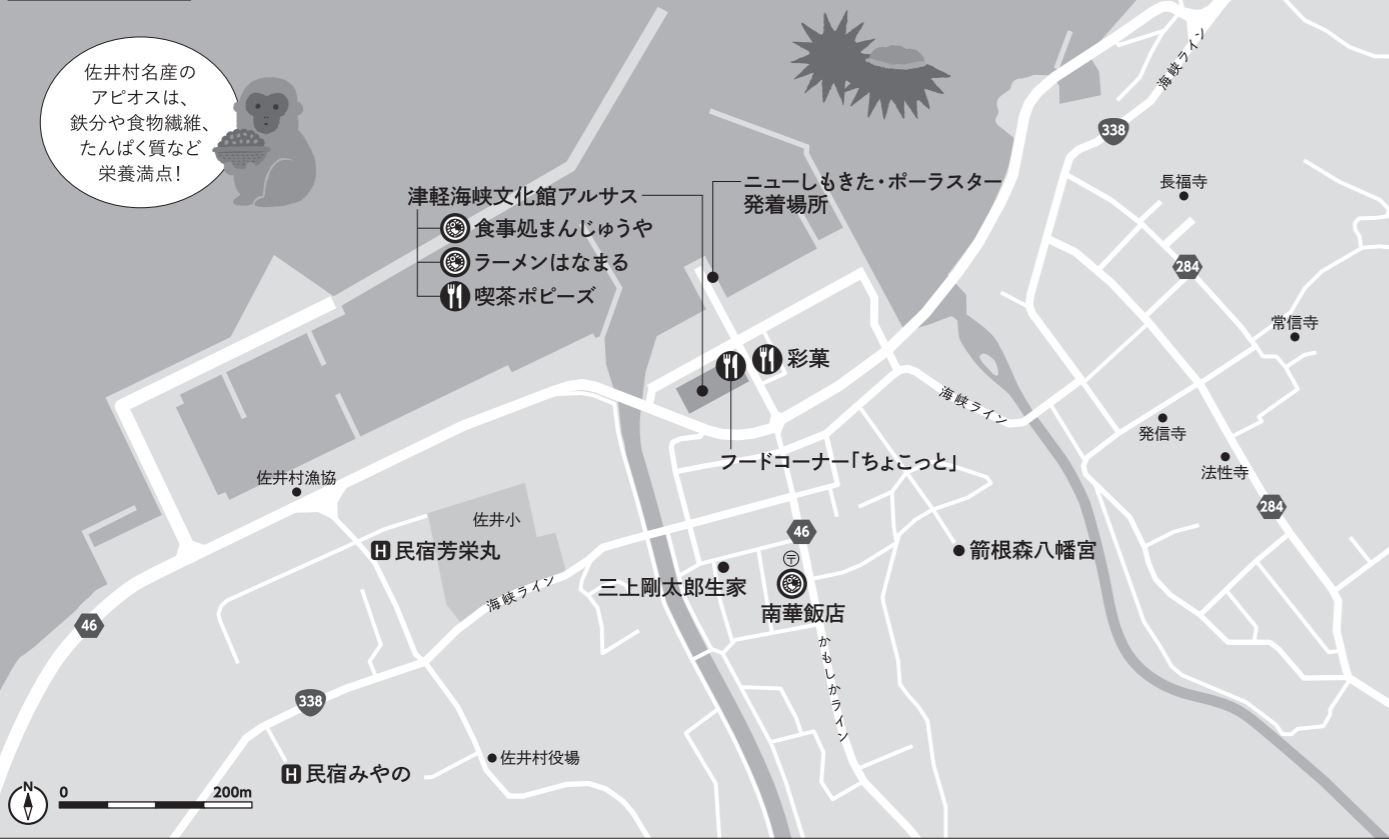 佐井村名産の
アピオスは、
鉄分や食物繊維、
たんぱく質など
栄養満点!
海峡ライン
338
長福寺
津軽海峡文化館アルサス
食事処まんじゅうや
ラーメンはなまる
喫茶ポピーズ
ニューしもきた・ポーラスター
発着場所
284
常信寺
彩菓
海峡ライン
発信寺
法性寺
フードコーナー「ちょこっと」
佐井村漁協
佐井小
284
46
〒
箭根森八幡宮
H 民宿芳栄丸
三上剛太郎生家
南華飯店
海峡ライン
46
かもしかライン
338
佐井村役場
H 民宿みやの
N
0 200m